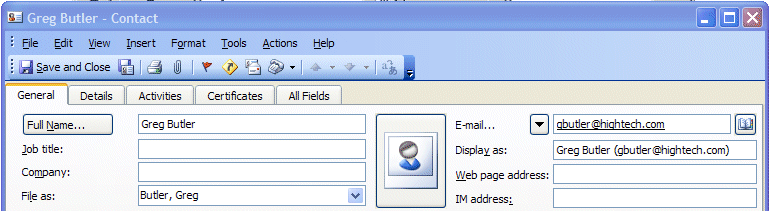 Greg Butler - Contact
File Edit View Insert Format Tools Actions Help
Save and Close
General Details Activities Certificates All Fields
Full Name... Greg Butler E-mail... gbutler@hightech.com
Job title: Display as: Greg Butler (gbutler@hightech.com)
Company: Web page address:
File as: Butler, Greg IM address: